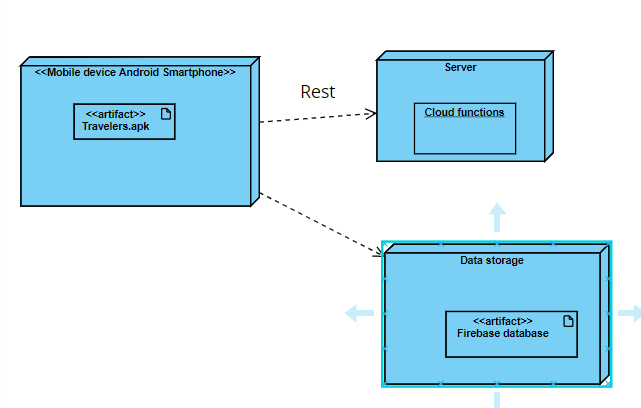 <<Mobile device Android Smartphone>>
<<artifact>>
Travelers.apk
Rest
Server
Cloud functions
Data storage
<<artifact>>
Firebase database